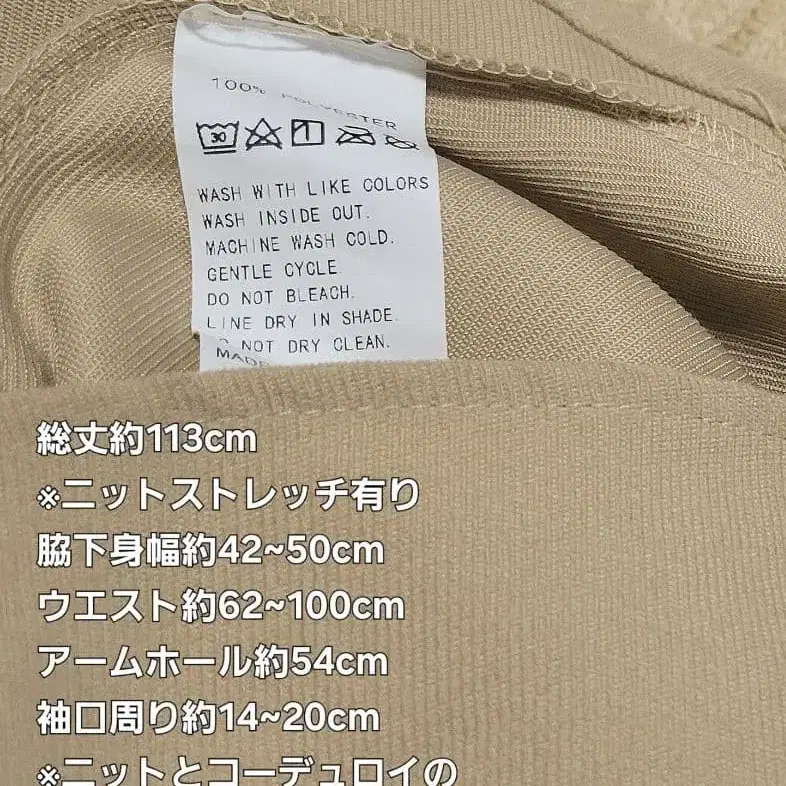 100% POLYESTER
30
WASH WITH LIKE COLORS
WASH INSIDE OUT.
MACHINE WASH COLD.
GENTLE CYCLE
DO NOT BLEACH.
LINE DRY IN SHADE.
NOT DRY CLEAN.
MADE
総丈約113cm
※ニットストレッチ有り
脇下身幅約42~50cm
ウエスト約62~100cm
アームホール約54cm
袖口周り約14~20cm
※ニットとコーデュロイの